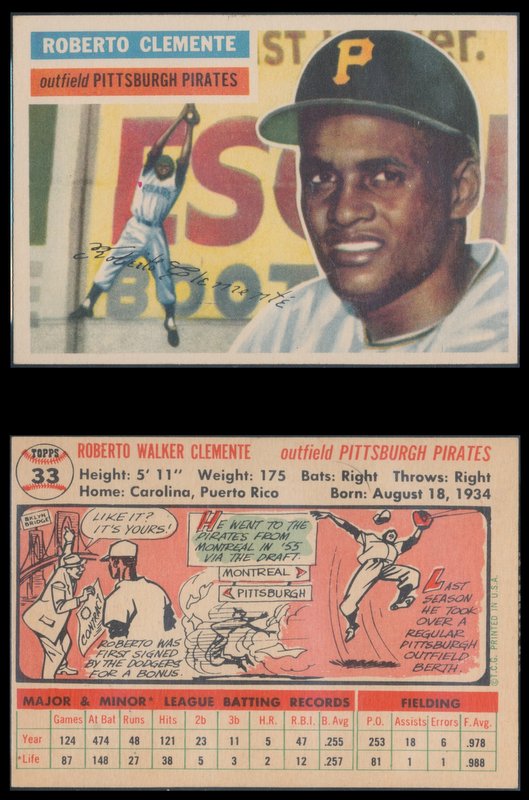 ROBERTO CLEMENTE
outfield PITTSBURGH PIRATES
P
Roberto Clemente
TOPPS
33
ROBERTO WALKER CLEMENTE outfield PITTSBURGH PIRATES
Height: 5' 11" Weight: 175 Bats: Right Throws: Right
Home: Carolina, Puerto Rico Born: August 18, 1934
BKLYN
BRIDGE
LIKE IT?
IT'S YOURS!
CONTRACT
ROBERTO WAS
FIRST SIGNED
BY THE DODGERS
FOR A BONUS.
HE WENT TO THE
PIRATES FROM
MONTREAL IN '55
VIA THE DRAFT.
MONTREAL
PITTSBURGH
LAST
SEASON
HE TOOK
OVER A
REGULAR
PITTSBURGH
OUTFIELD
BERTH.
©T.C.G. PRINTED IN U.S.A.
MAJOR & MINOR* LEAGUE BATTING RECORDS FIELDING
Games At Bat Runs Hits 2b 3b H.R. R.B.I. B. Avg P.O. Assists Errors F. Avg.
Year 124 474 48 121 23 11 5 47 .255 253 18 6 .978
*Life 87 148 27 38 5 3 2 12 .257 81 1 1 .988